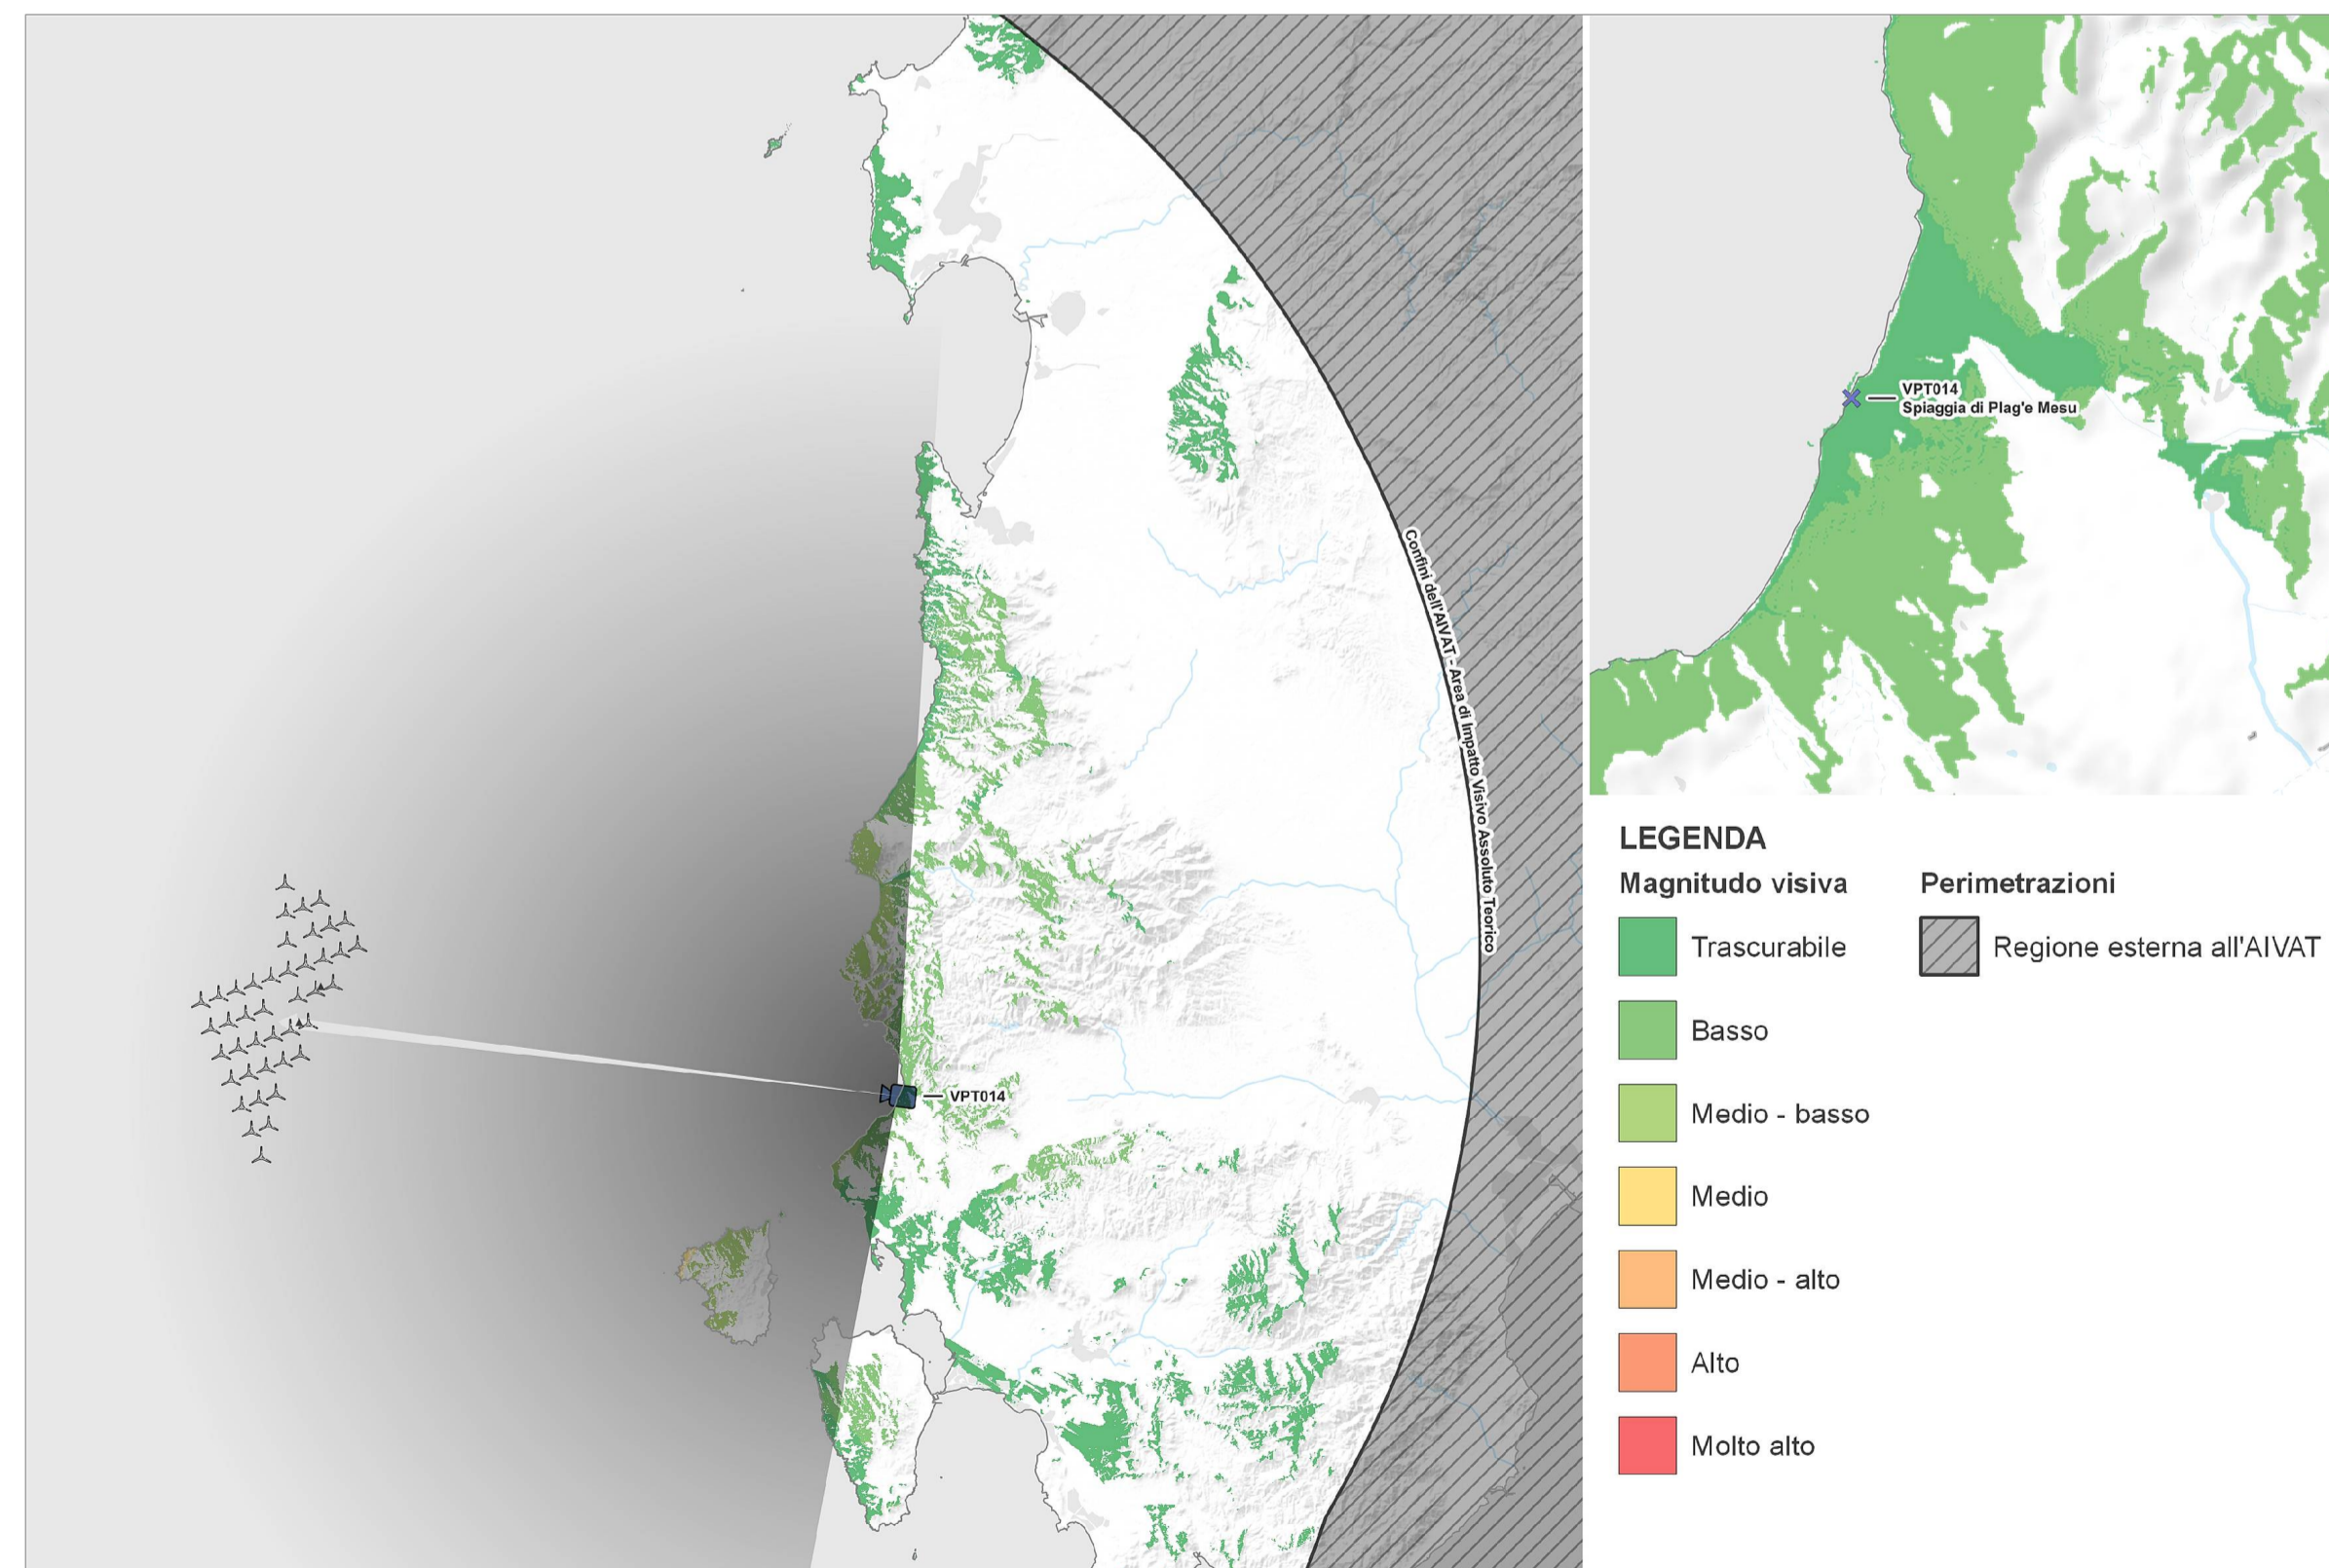 Confini dell'AIVAT - Area di Impatto Visivo Assoluto Teorico
VPT014
VPT014
Spiaggia di Plag'e Mesu
LEGENDA
Magnitudo visiva
Trascurabile
Basso
Medio - basso
Medio
Medio - alto
Alto
Molto alto
Perimetrazioni
Regione esterna all'AIVAT